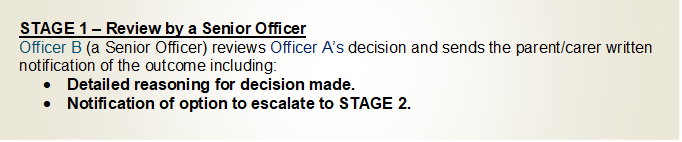 STAGE 1 – Review by a Senior Officer
Officer B (a Senior Officer) reviews Officer A's decision and sends the parent/carer written
notification of the outcome including:
• Detailed reasoning for decision made.
• Notification of option to escalate to STAGE 2.